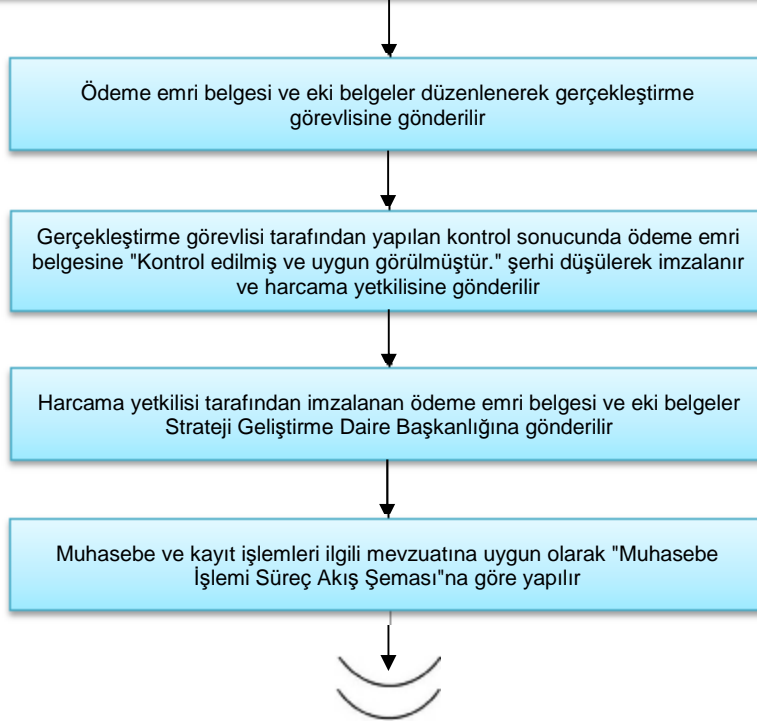 Ödeme emri belgesi ve eki belgeler düzenlenerek gerçekleştirme
görevlisine gönderilir
Gerçekleştirme görevlisi tarafından yapılan kontrol sonucunda ödeme emri
belgesine "Kontrol edilmiş ve uygun görülmüştür." şerhi düşülerek imzalanır
ve harcama yetkilisine gönderilir
Harcama yetkilisi tarafından imzalanan ödeme emri belgesi ve eki belgeler
Strateji Geliştirme Daire Başkanlığına gönderilir
Muhasebe ve kayıt işlemleri ilgili mevzuatına uygun olarak "Muhasebe
İşlemi Süreç Akış Şeması"na göre yapılır